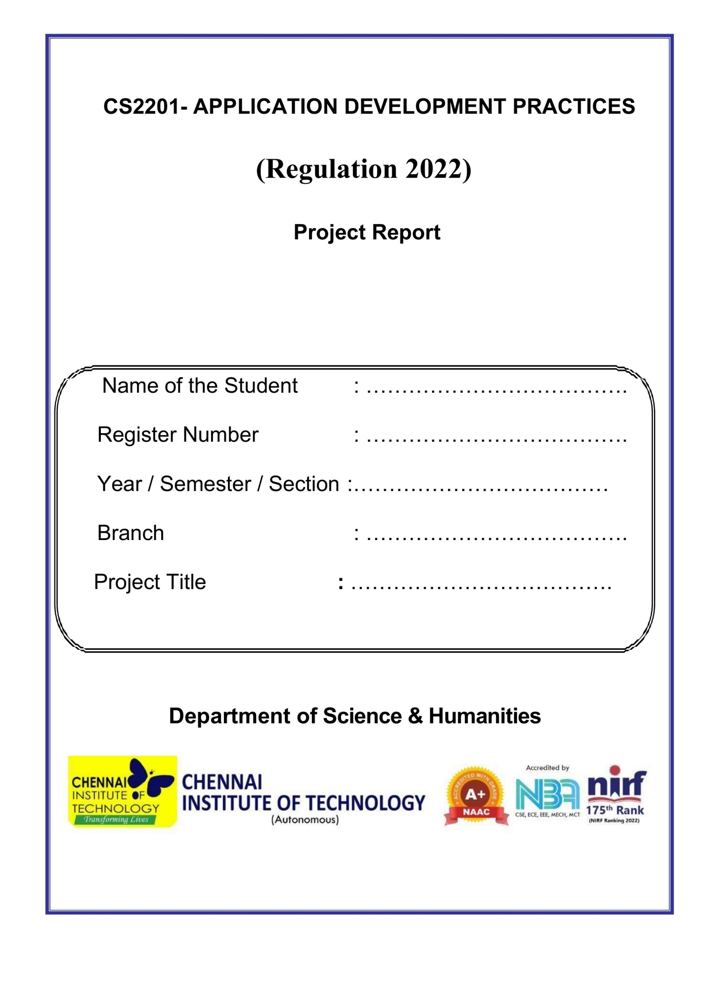 CS2201- APPLICATION DEVELOPMENT PRACTICES
(Regulation 2022)
Project Report
Name of the Student : ……………………………….
Register Number : ……………………………….
Year / Semester / Section :………………………………
Branch : ……………………………….
Project Title : ……………………………….
Department of Science & Humanities
CHENNAI
INSTITUTE OF
TECHNOLOGY
Transforming Lives
CHENNAI
INSTITUTE OF TECHNOLOGY
(Autonomous)
ACCREDITED WITH GRADE
A+
NAAC
Accredited by
NBA
CSE, ECE, EEE, MECH, MCT
nirf
175th Rank
(NIRF Ranking 2022)